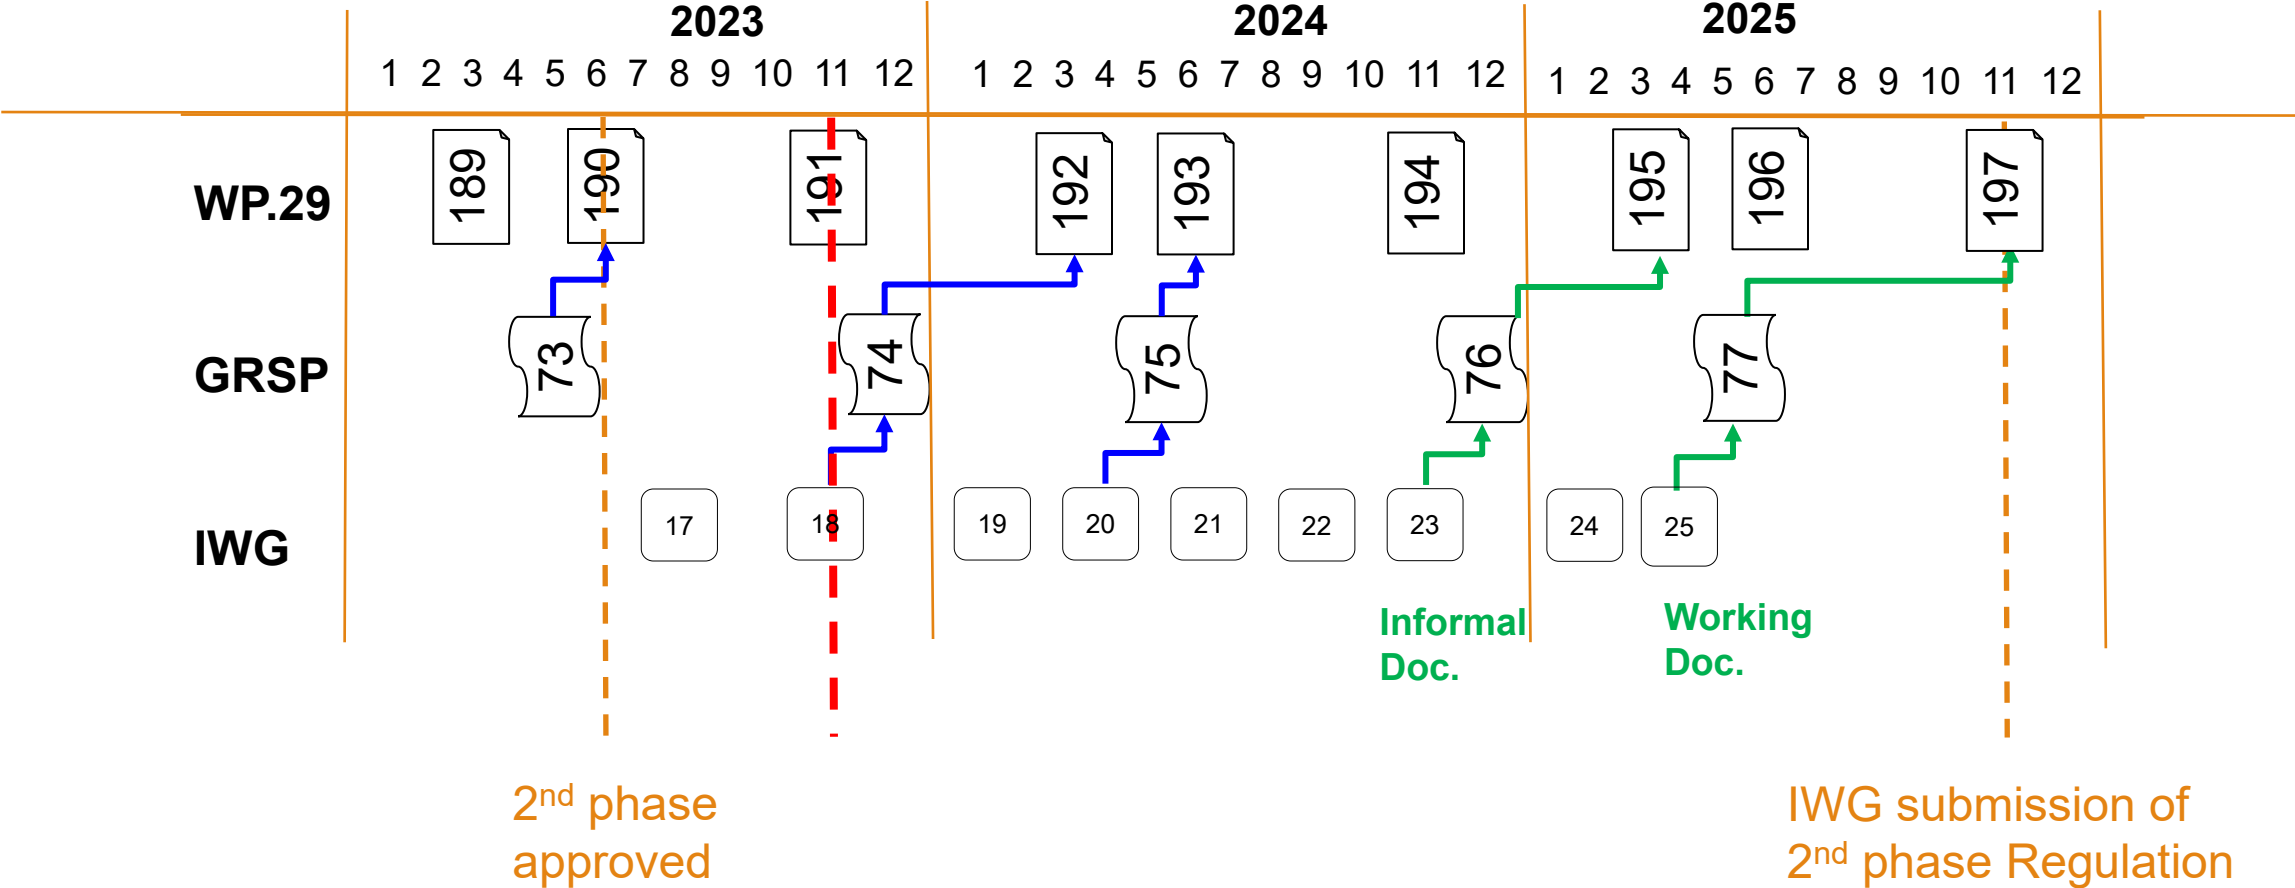 2023 2024 2025
1 2 3 4 5 6 7 8 9 10 11 12 1 2 3 4 5 6 7 8 9 10 11 12 1 2 3 4 5 6 7 8 9 10 11 12
WP.29 189 190 191 192 193 194 195 196 197
GRSP 73 74 75 76 77
IWG 17 18 19 20 21 22 23 24 25
Informal
Doc.
Working
Doc.
2nd phase
approved
IWG submission of
2nd phase Regulation